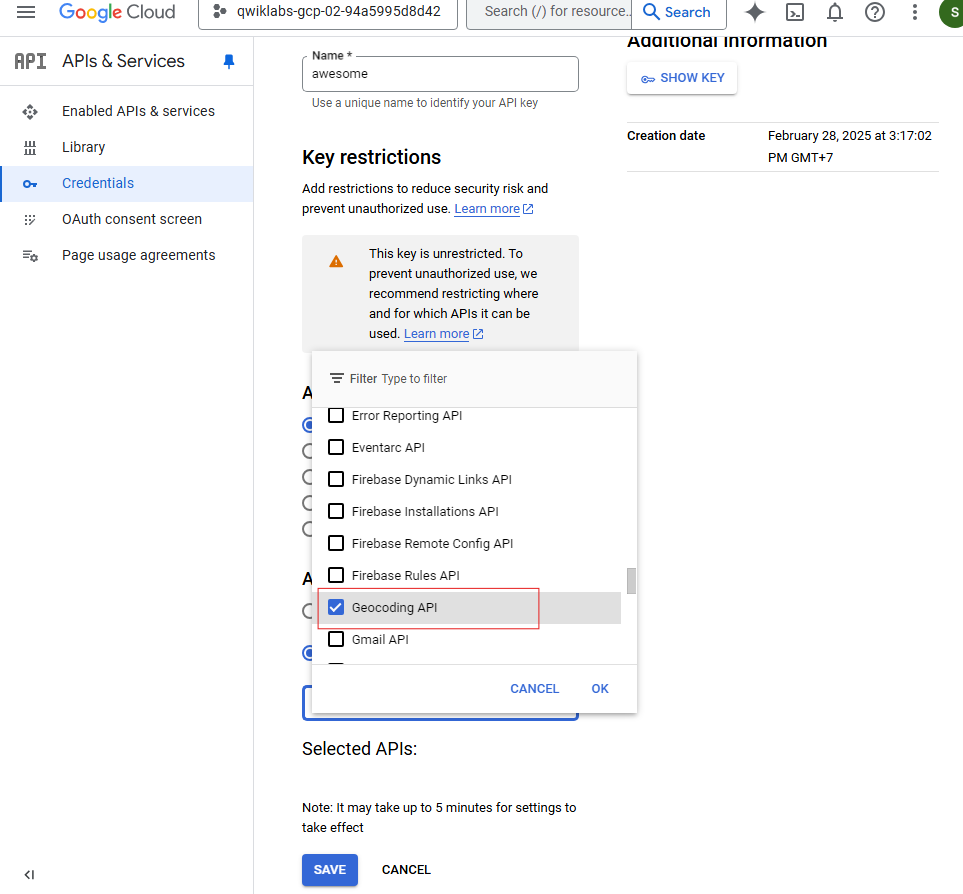 Google Cloud
qwiklabs-gcp-02-94a5995d8d42
Search (/) for resource...
Search
S
API APIs & Services
Enabled APIs & services
Library
Credentials
OAuth consent screen
Page usage agreements
Name *
awesome
Use a unique name to identify your API key
Key restrictions
Add restrictions to reduce security risk and
prevent unauthorized use. Learn more
This key is unrestricted. To
prevent unauthorized use, we
recommend restricting where
and for which APIs it can be
used. Learn more
A
Filter Type to filter
Error Reporting API
Eventarc API
Firebase Dynamic Links API
Firebase Installations API
Firebase Remote Config API
A
Firebase Rules API
Geocoding API
Gmail API
CANCEL OK
Selected APIs:
Note: It may take up to 5 minutes for settings to
take effect
SAVE CANCEL
Additional information
SHOW KEY
Creation date February 28, 2025 at 3:17:02
PM GMT+7